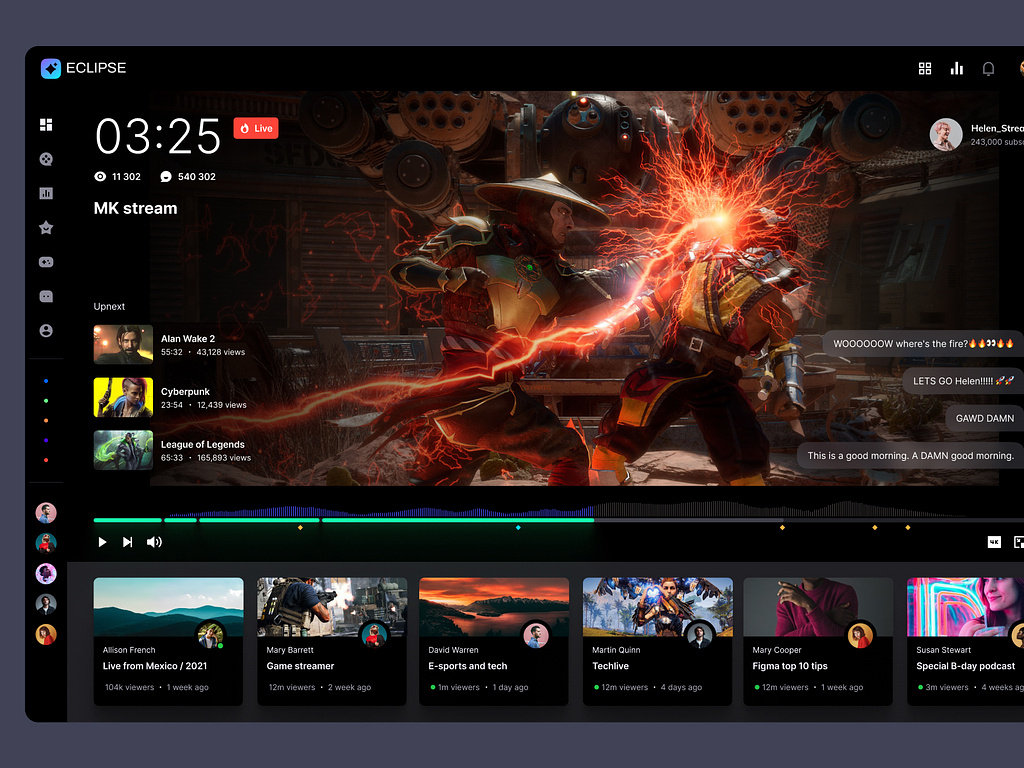 ECLIPSE
03:25
Live
11 302
540 302
MK stream
Helen_Strea
243,000 subsc
Upnext
Alan Wake 2
55:32 • 43,128 views
Cyberpunk
23:54 • 12,439 views
League of Legends
65:33 • 165,893 views
WOOOOOOW where's the fire?🔥🔥👀🔥🔥
LETS GO Helen!!!!! 🚀🚀
GAWD DAMN
This is a good morning. A DAMN good morning.
4K
Allison French
Live from Mexico / 2021
104k viewers • 1 week ago
Mary Barrett
Game streamer
12m viewers • 2 week ago
David Warren
E-sports and tech
1m viewers • 1 day ago
Martin Quinn
Techlive
12m viewers • 4 days ago
Mary Cooper
Figma top 10 tips
12m viewers • 1 week ago
Susan Stewart
Special B-day podcast
3m viewers • 4 weeks ag